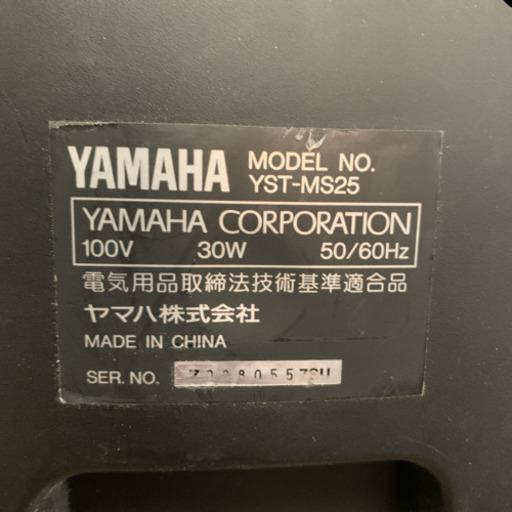 YAMAHA MODEL NO.
YST-MS25
YAMAHA CORPORATION
100V 30W 50/60Hz
電気用品取締法技術基準適合品
ヤマハ株式会社
MADE IN CHINA
SER. NO.